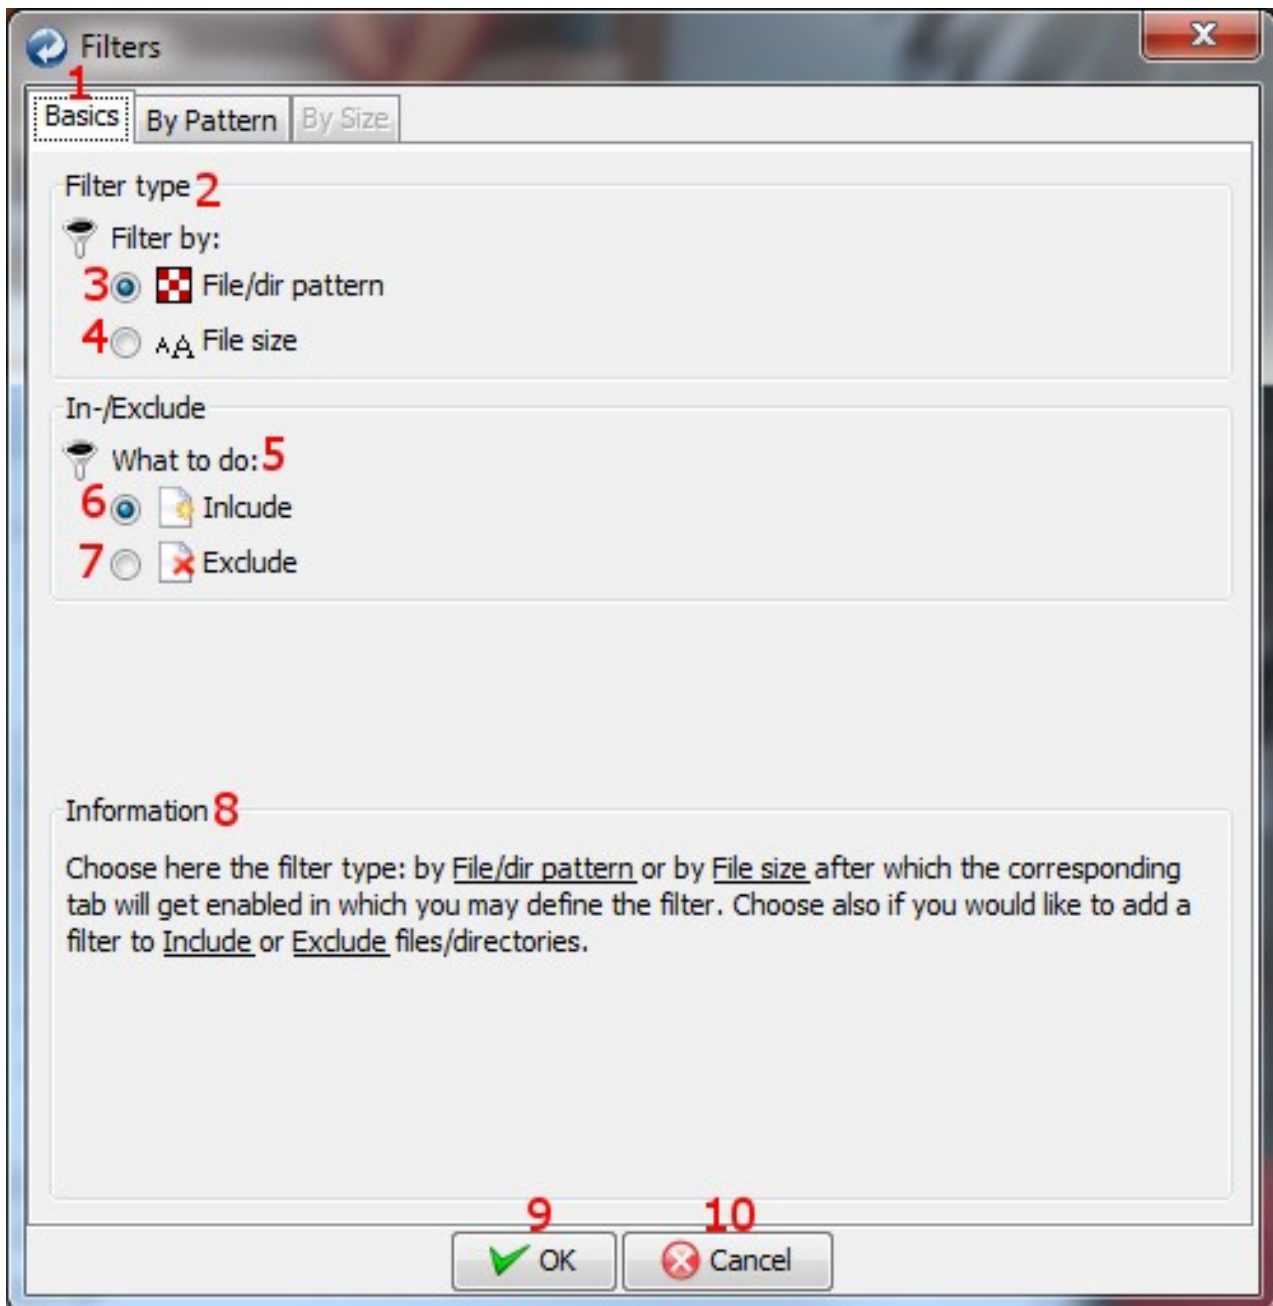 Filters
X
1
Basics By Pattern By Size
Filter type 2
Filter by:
3 File/dir pattern
4 AA File size
In-/Exclude
What to do: 5
6 Inlcude
7 Exclude
Information 8
Choose here the filter type: by File/dir pattern or by File size after which the corresponding
tab will get enabled in which you may define the filter. Choose also if you would like to add a
filter to Include or Exclude files/directories.
9 10
OK Cancel